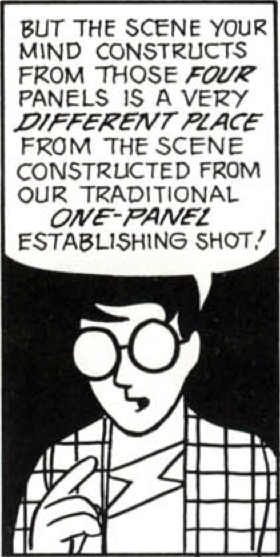 BUT THE SCENE YOUR
MIND CONSTRUCTS
FROM THOSE FOUR
PANELS IS A VERY
DIFFERENT PLACE
FROM THE SCENE
CONSTRUCTED FROM
OUR TRADITIONAL
ONE-PANEL
ESTABLISHING SHOT!